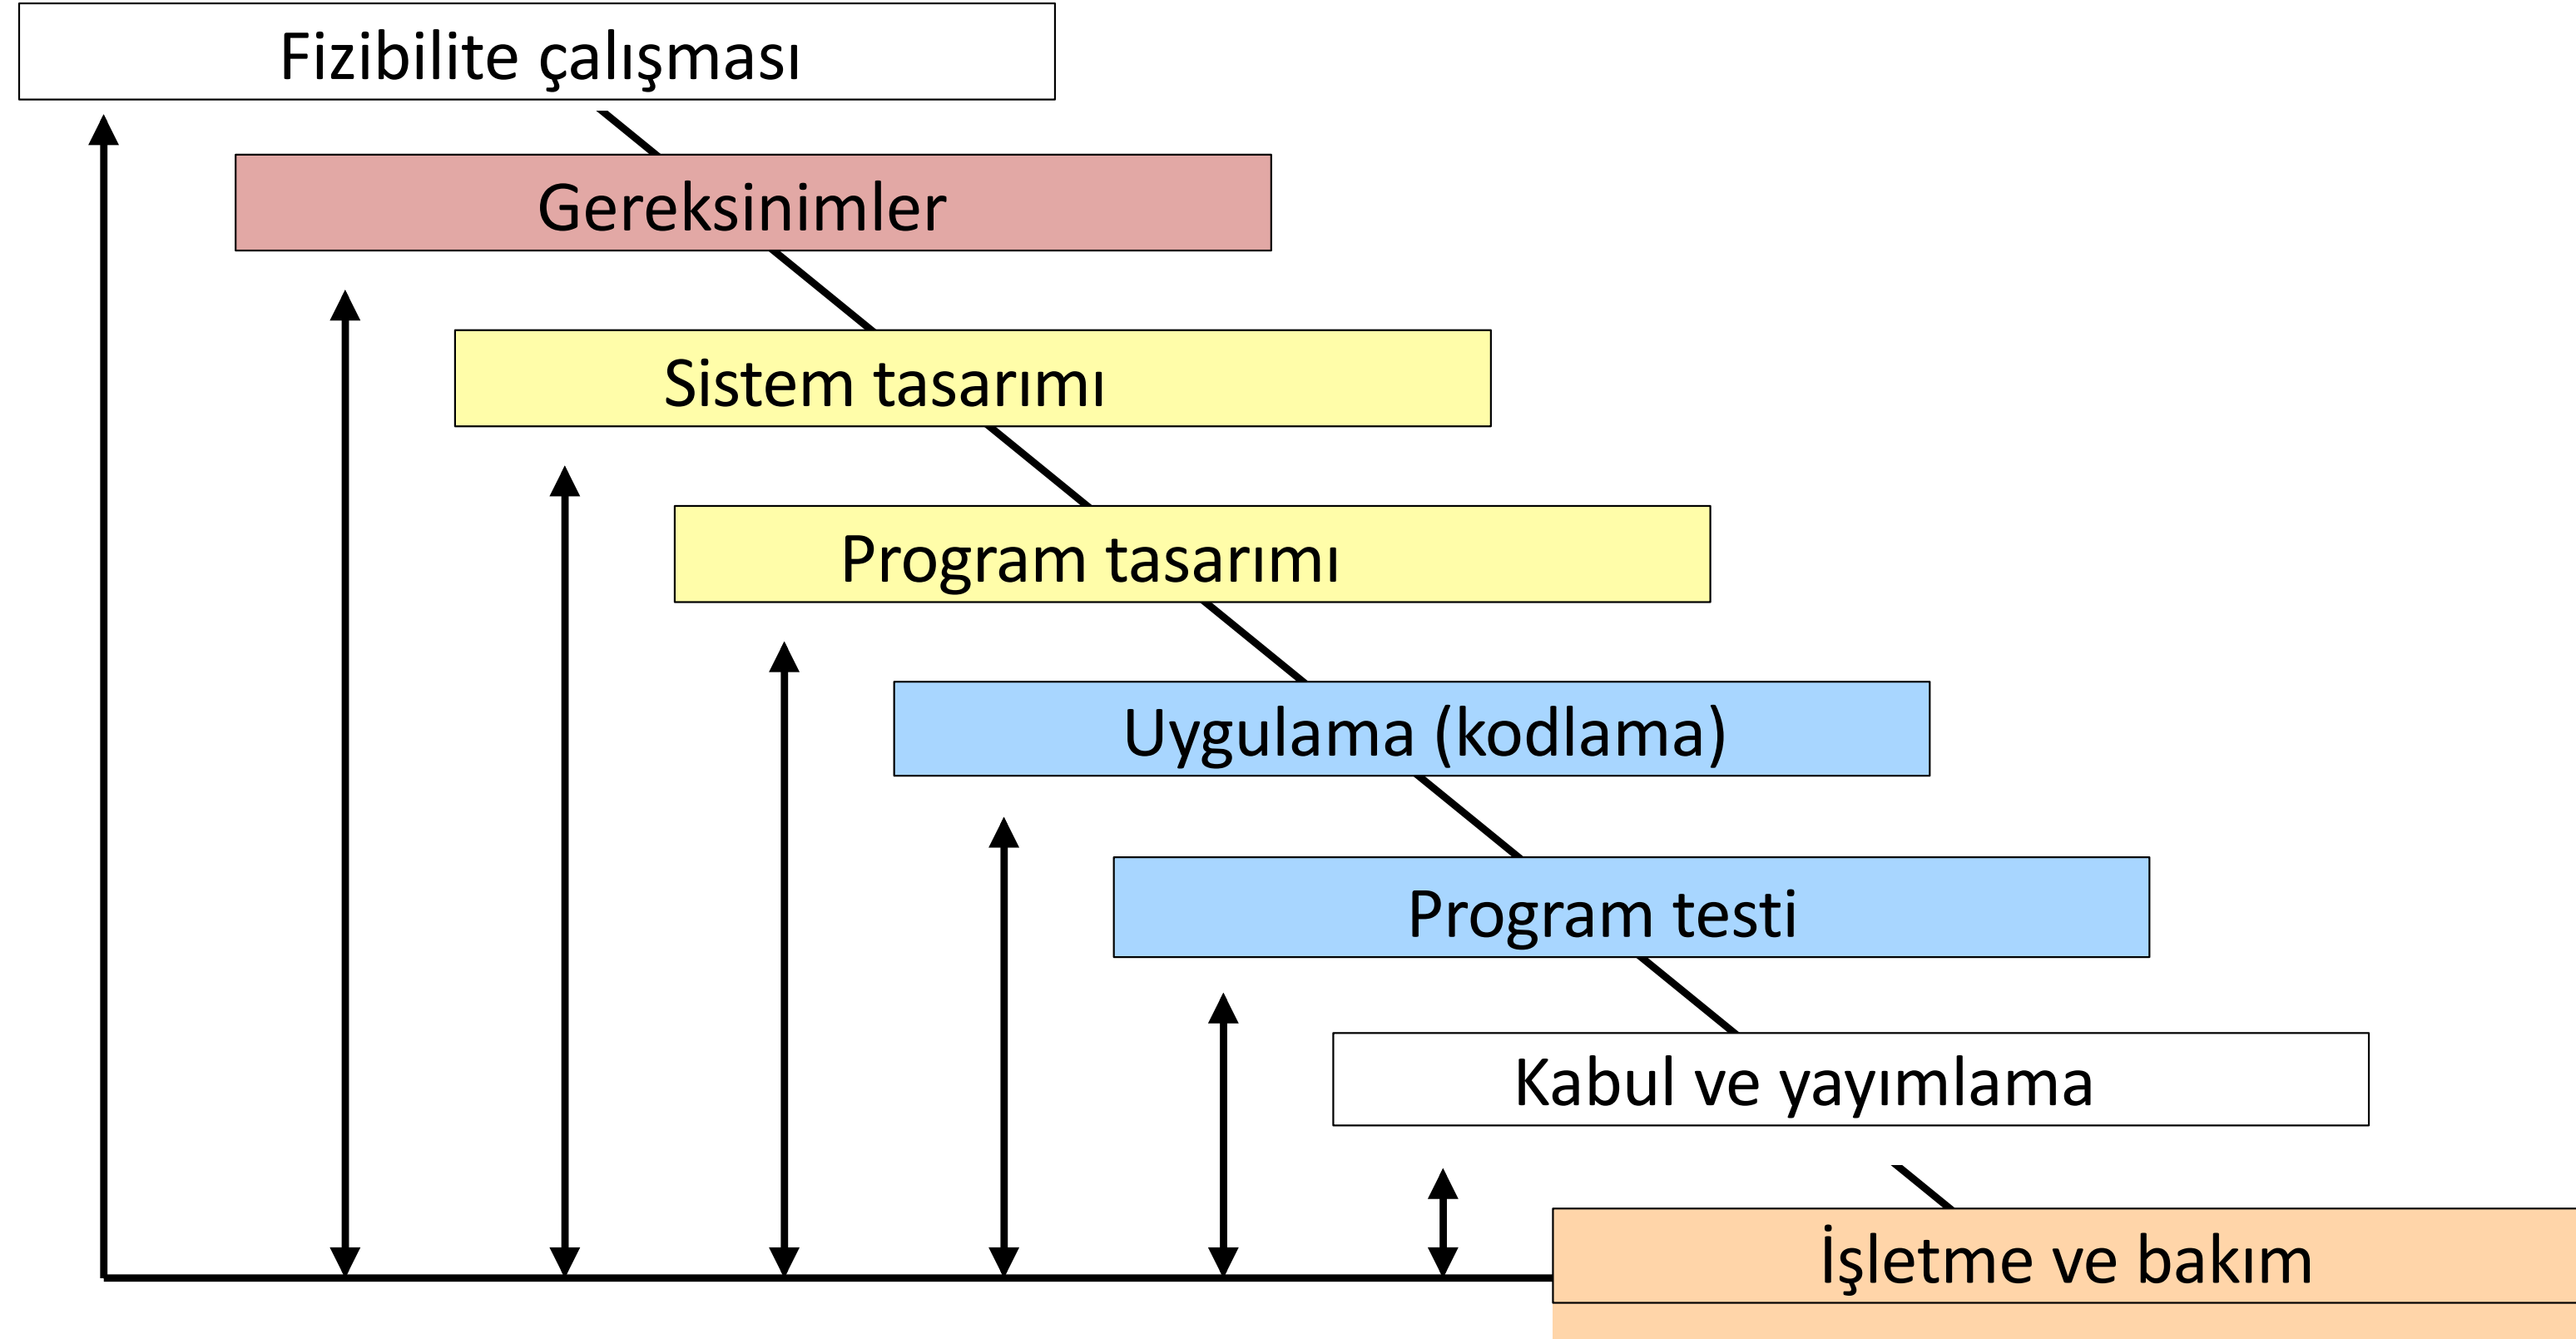 Fizibilite çalışması
Gereksinimler
Sistem tasarımı
Program tasarımı
Uygulama (kodlama)
Program testi
Kabul ve yayımlama
İşletme ve bakım